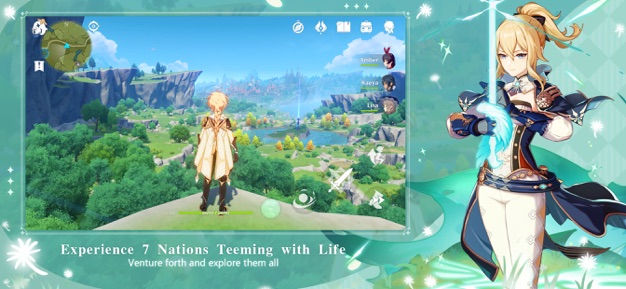 Amber
Kaeya
Lisa
Experience 7 Nations Teeming with Life
Venture forth and explore them all